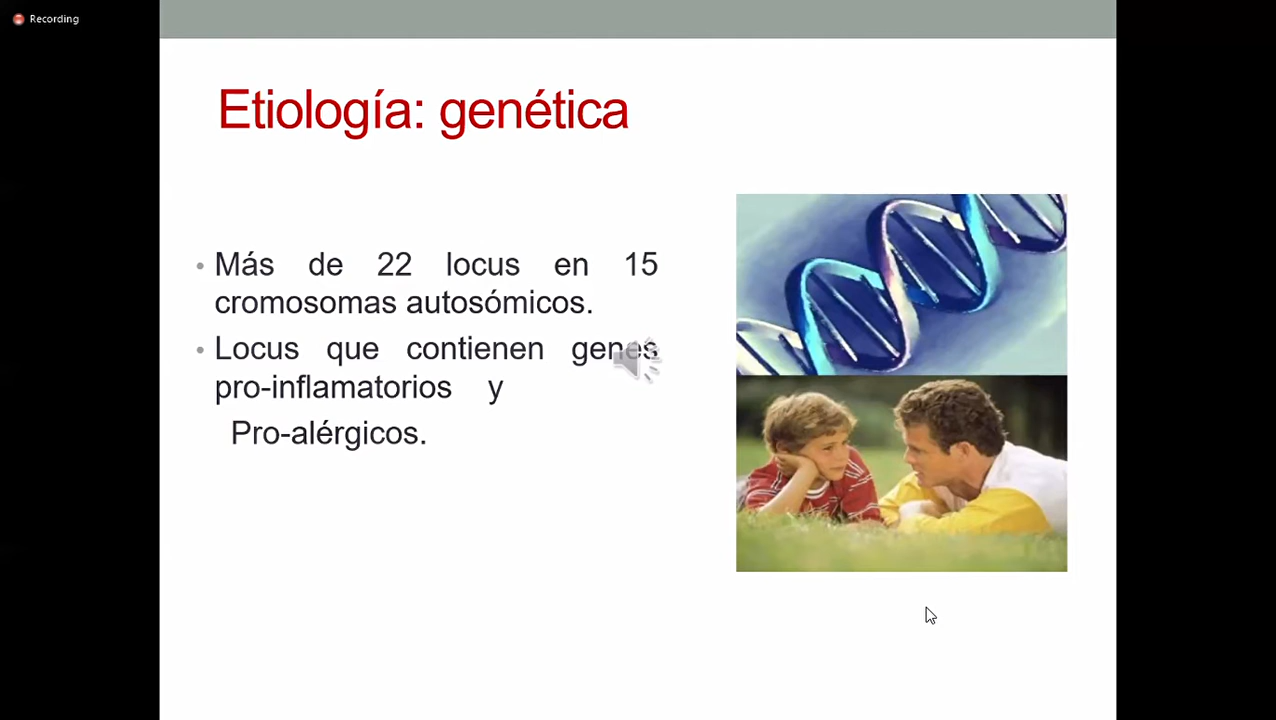 Recording
Etiología: genética
• Más de 22 locus en 15
cromosomas autosómicos.
• Locus que contienen genes
pro-inflamatorios y
Pro-alérgicos.